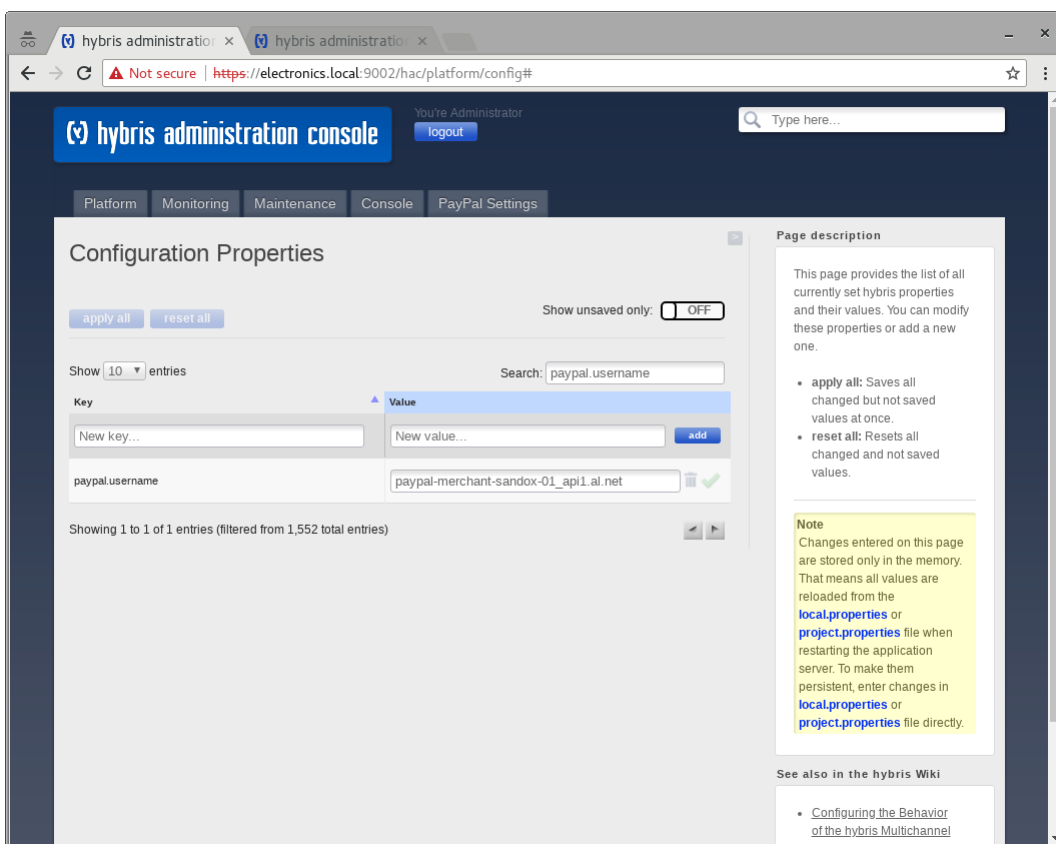 hybris administration
hybris administration
Not secure | https://electronics.local:9002/hac/platform/config#
hybris administration console
You're Administrator
logout
Type here...
Platform
Monitoring
Maintenance
Console
PayPal Settings
Configuration Properties
>
apply all
reset all
Show unsaved only:
OFF
Show 10 entries
Search: paypal.username
Key
Value
New key...
New value...
add
paypal.username
paypal-merchant-sandox-01_api1.al.net
Showing 1 to 1 of 1 entries (filtered from 1,552 total entries)
Page description
This page provides the list of all
currently set hybris properties
and their values. You can modify
these properties or add a new
one.
apply all: Saves all
changed but not saved
values at once.
reset all: Resets all
changed and not saved
values.
Note
Changes entered on this page
are stored only in the memory.
That means all values are
reloaded from the
local.properties or
project.properties file when
restarting the application
server. To make them
persistent, enter changes in
local.properties or
project.properties file directly.
See also in the hybris Wiki
Configuring the Behavior
of the hybris Multichannel